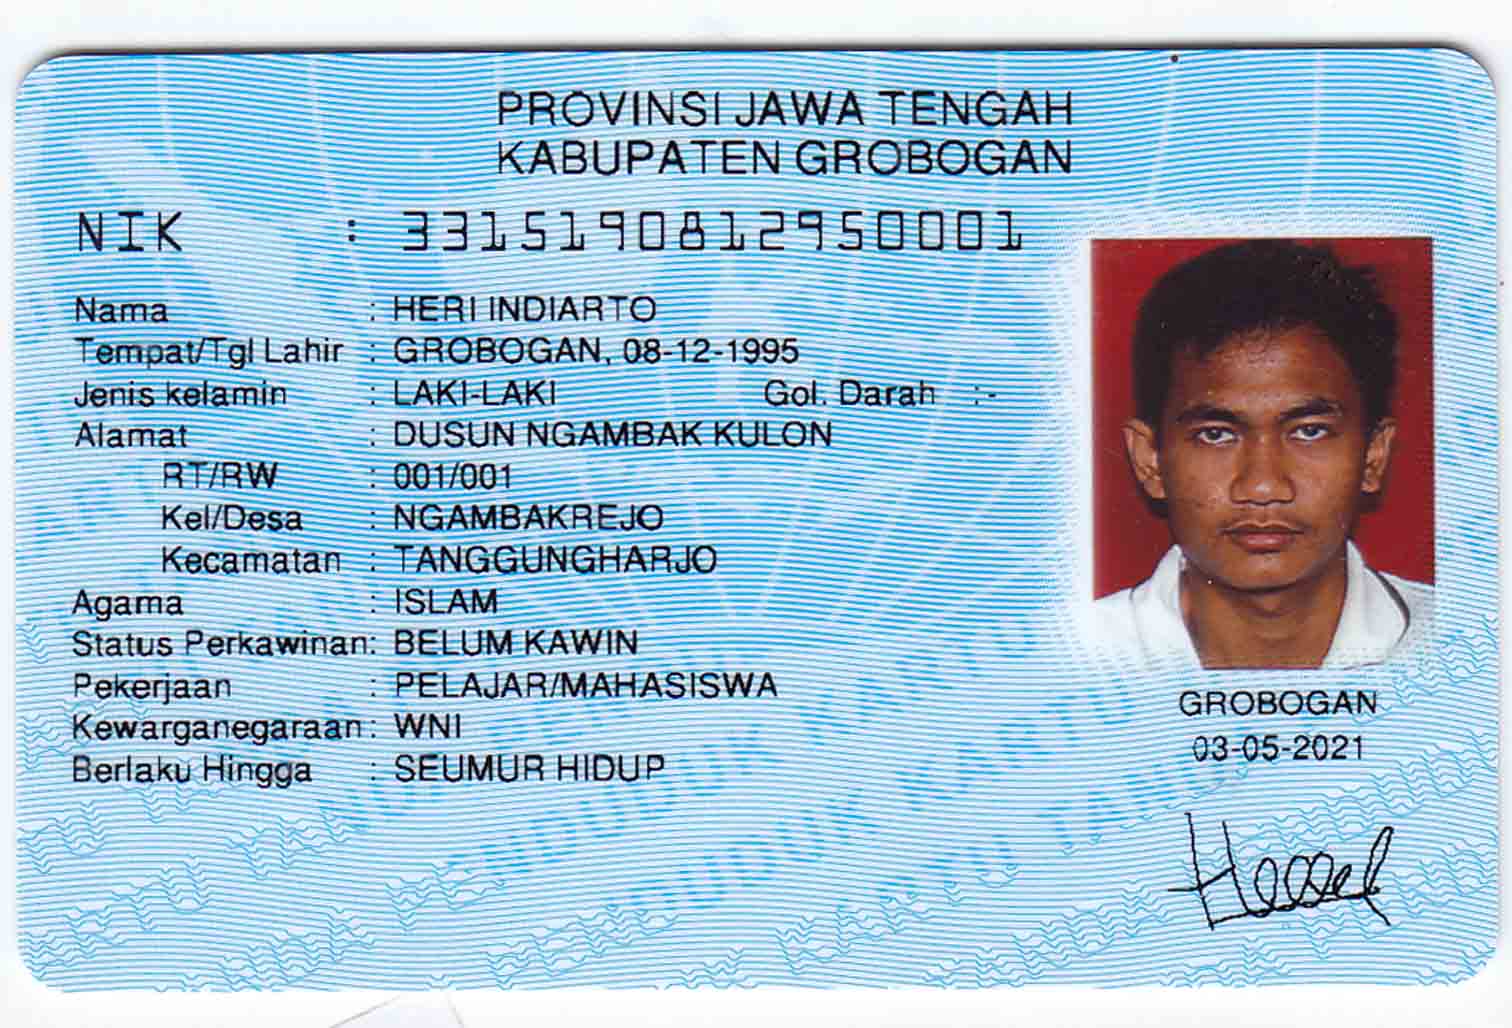 PROVINSI JAWA TENGAH
KABUPATEN GROBOGAN
NIK : 3315190812950001
Nama : HERI INDIARTO
Tempat/Tgl Lahir : GROBOGAN, 08-12-1995
Jenis kelamin : LAKI-LAKI Gol. Darah : -
Alamat : DUSUN NGAMBAK KULON
RT/RW : 001/001
Kel/Desa : NGAMBAKREJO
Kecamatan : TANGGUNGHARJO
Agama : ISLAM
Status Perkawinan: BELUM KAWIN
Pekerjaan : PELAJAR/MAHASISWA
Kewarganegaraan: WNI
Berlaku Hingga : SEUMUR HIDUP
GROBOGAN
03-05-2021